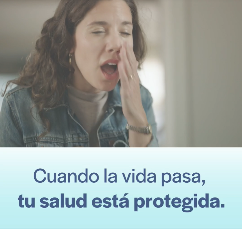 Cuando la vida pasa,
tu salud está protegida.